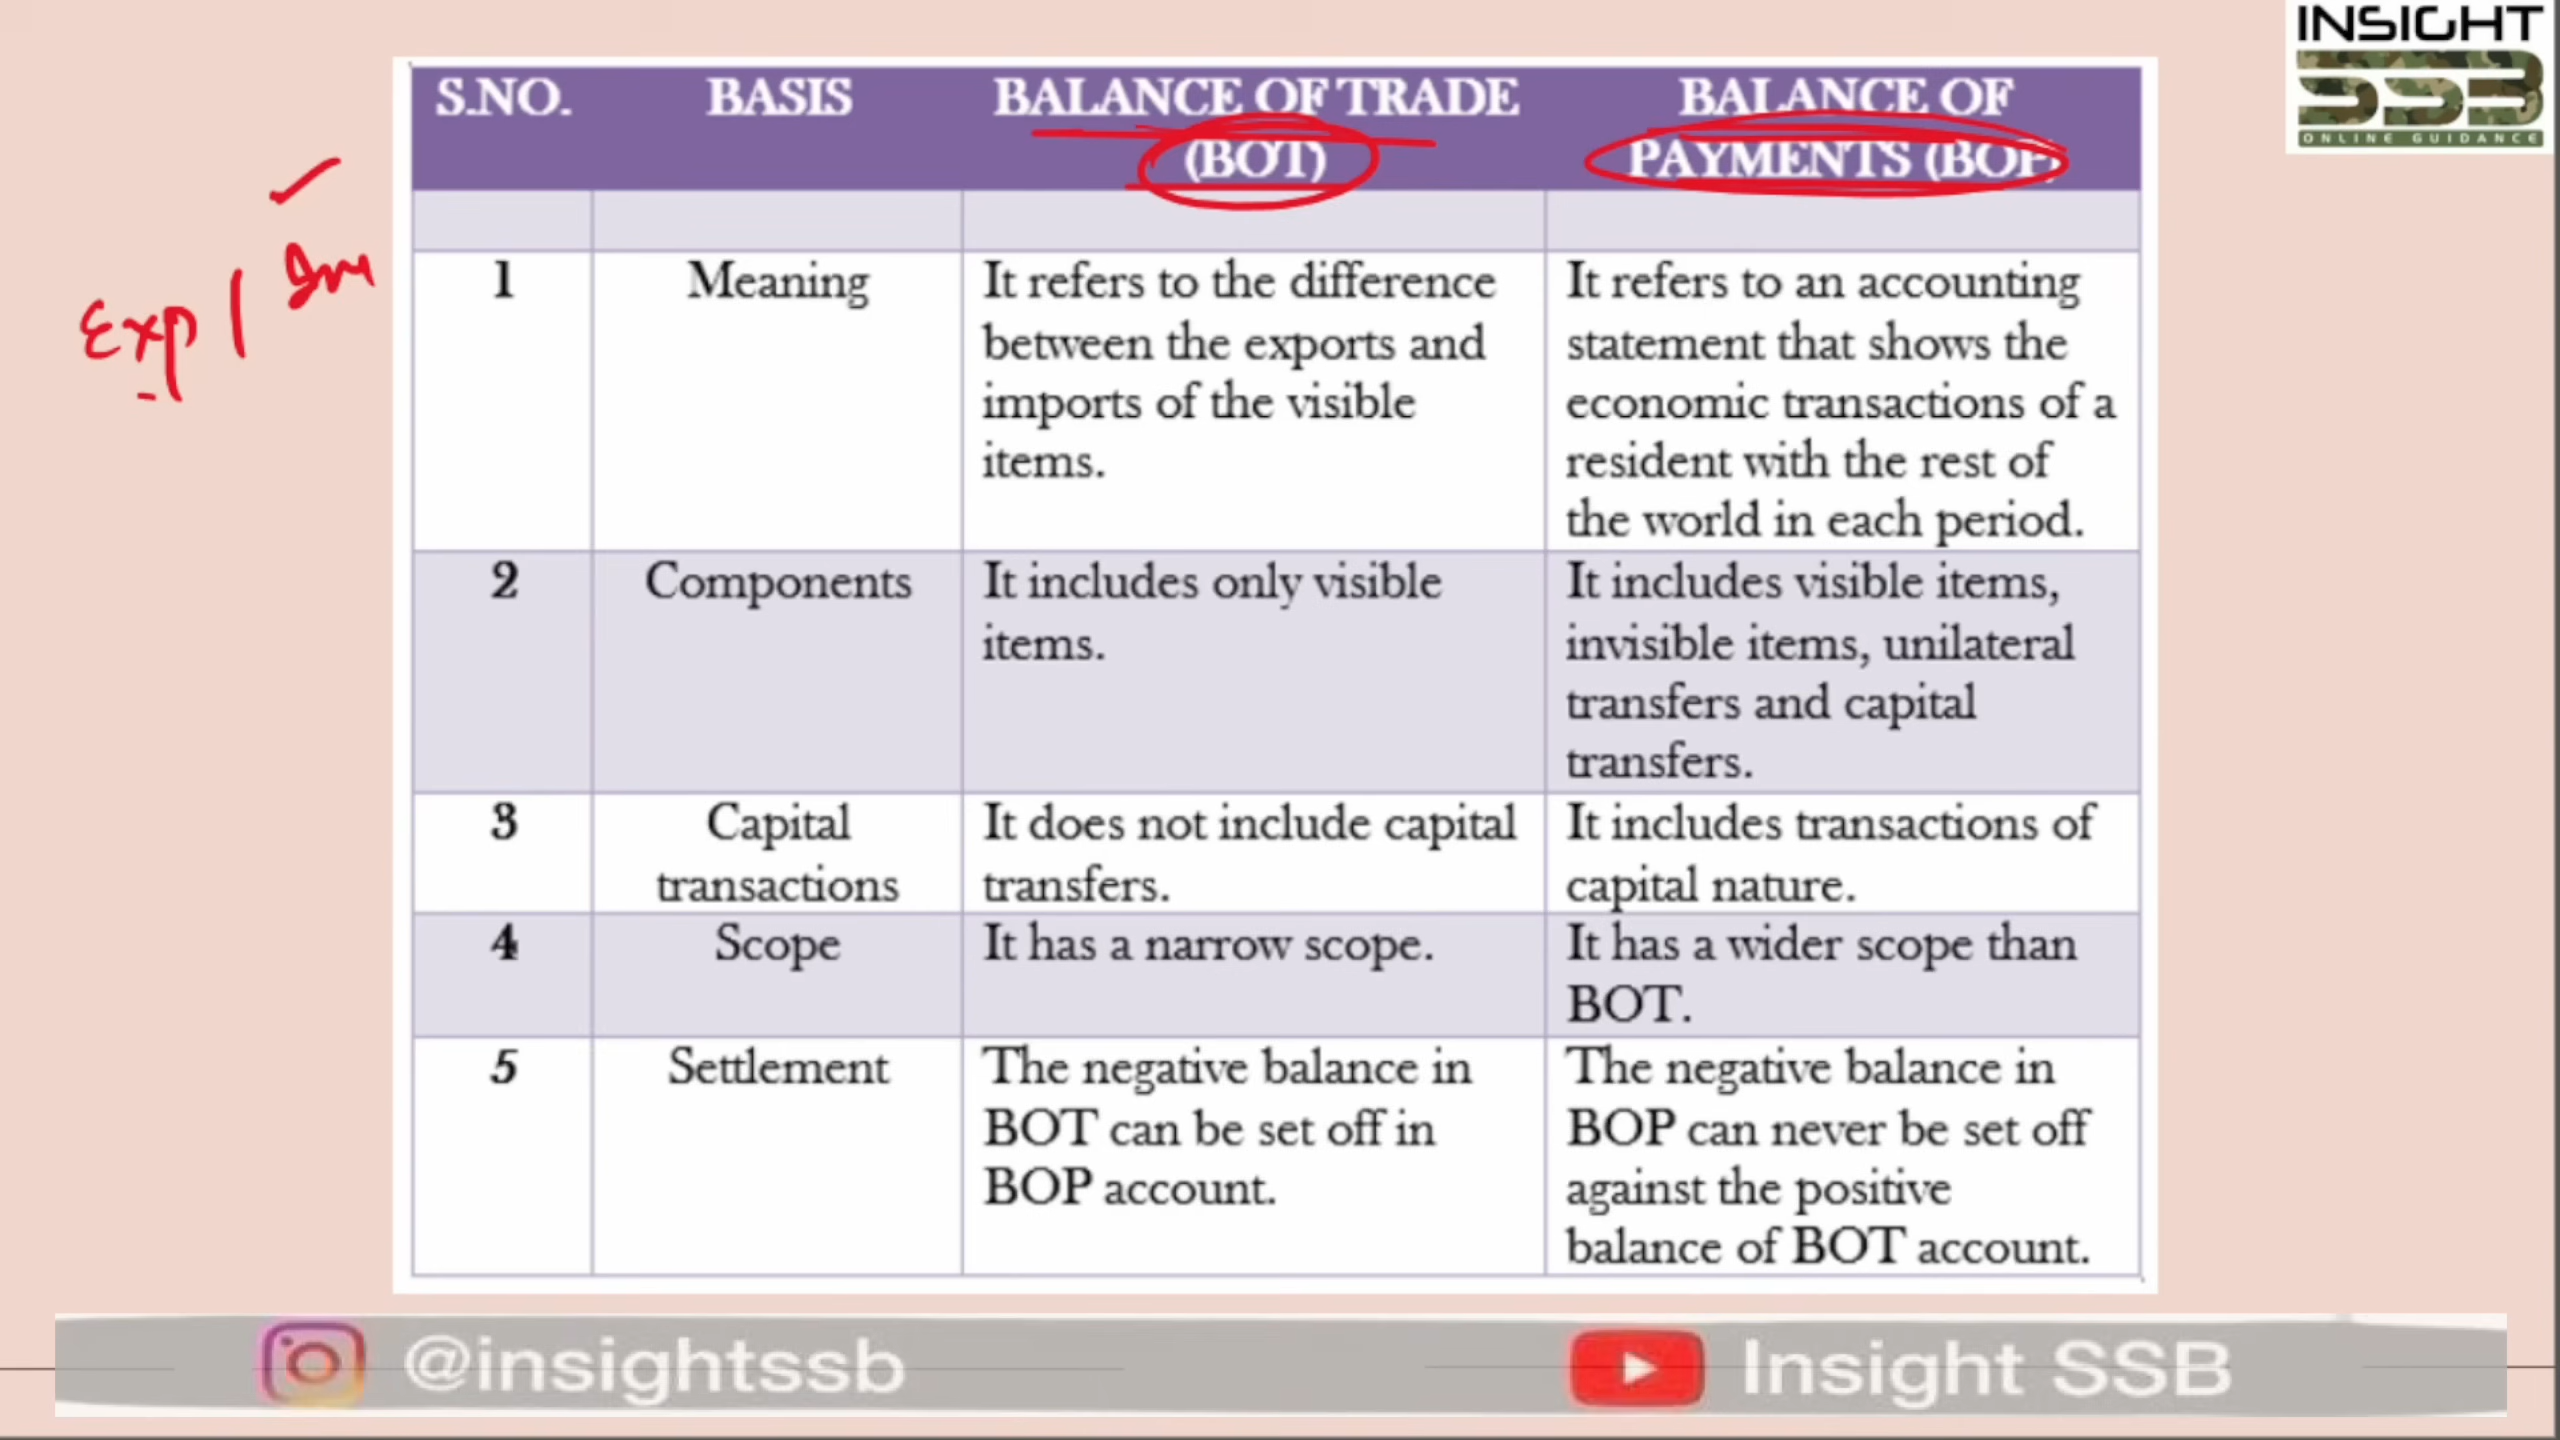 INSIGHT
SSB
ONLINE GUIDANCE
S.NO. BASIS BALANCE OF TRADE (BOT) BALANCE OF PAYMENTS (BOP)
Exp / Im
1 Meaning
It refers to the difference
between the exports and
imports of the visible
items.
It refers to an accounting
statement that shows the
economic transactions of a
resident with the rest of
the world in each period.
2 Components
It includes only visible
items.
It includes visible items,
invisible items, unilateral
transfers and capital
transfers.
3 Capital
transactions
It does not include capital
transfers.
It includes transactions of
capital nature.
4 Scope
It has a narrow scope.
It has a wider scope than
BOT.
5 Settlement
The negative balance in
BOT can be set off in
BOP account.
The negative balance in
BOP can never be set off
against the positive
balance of BOT account.
@insightssb
Insight SSB